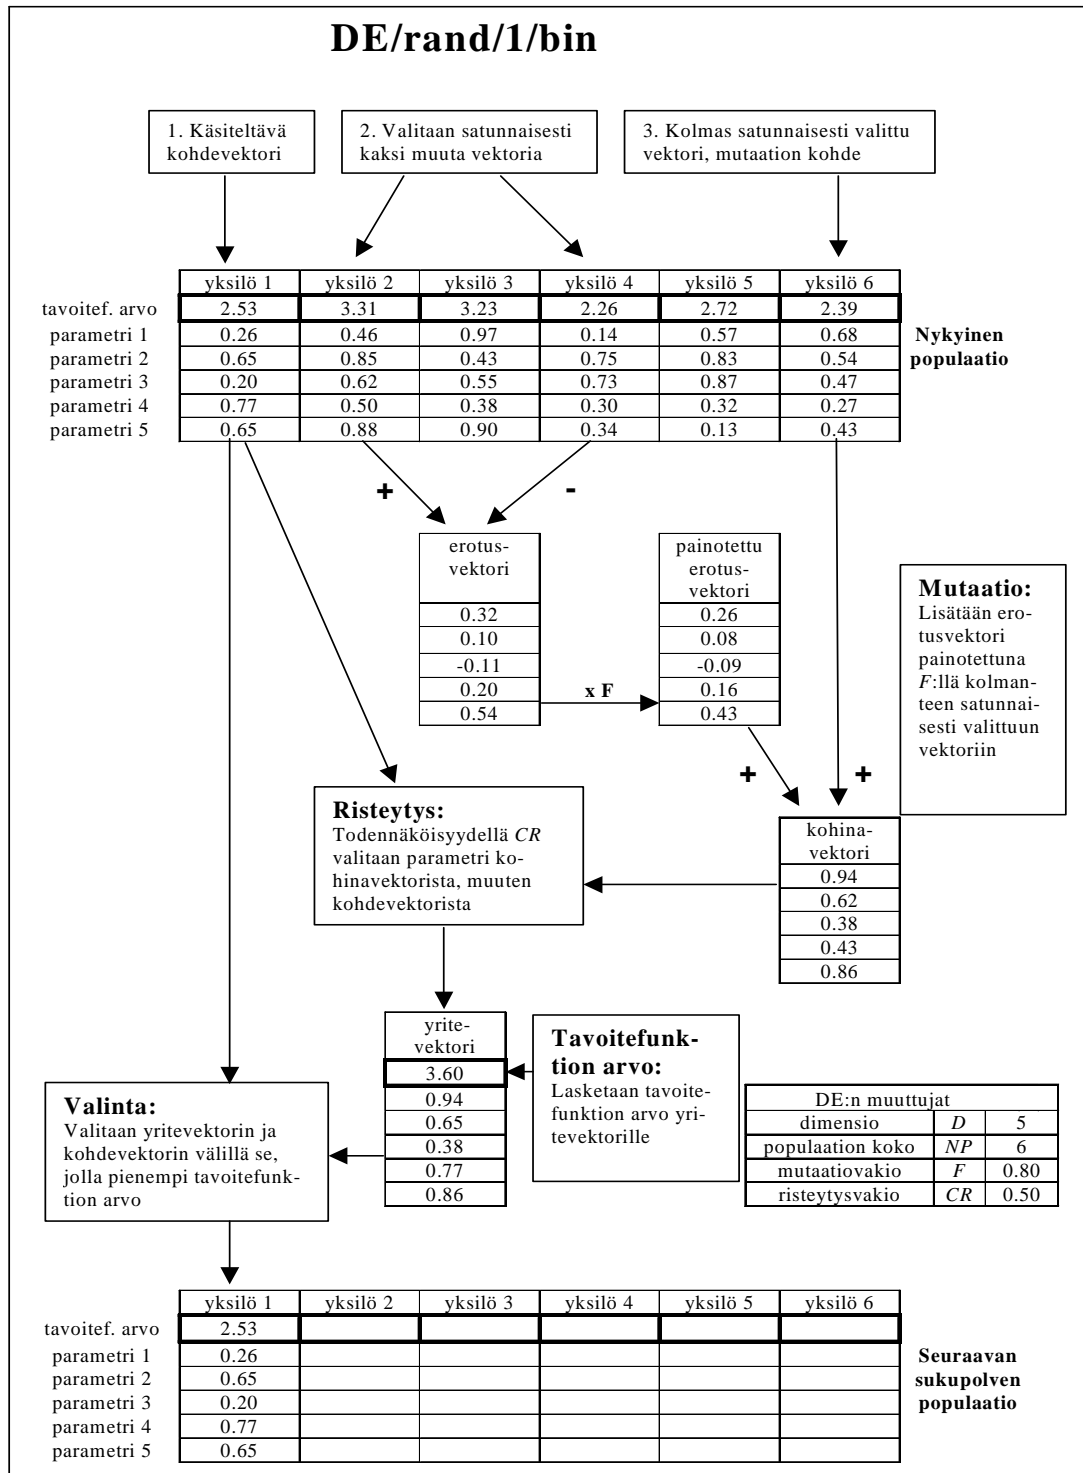 DE/rand/1/bin
1. Käsiteltävä
kohdevektori
2. Valitaan satunnaisesti
kaksi muuta vektoria
3. Kolmas satunnaisesti valittu
vektori, mutaation kohde
yksilö 1 yksilö 2 yksilö 3 yksilö 4 yksilö 5 yksilö 6
tavoitef. arvo 2.53 3.31 3.23 2.26 2.72 2.39
parametri 1 0.26 0.46 0.97 0.14 0.57 0.68
parametri 2 0.65 0.85 0.43 0.75 0.83 0.54
parametri 3 0.20 0.62 0.55 0.73 0.87 0.47
parametri 4 0.77 0.50 0.38 0.30 0.32 0.27
parametri 5 0.65 0.88 0.90 0.34 0.13 0.43
Nykyinen
populaatio
+ -
erotus-
vektori
0.32
0.10
-0.11
0.20
0.54
x F
painotettu
erotus-
vektori
0.26
0.08
-0.09
0.16
0.43
Mutaatio:
Lisätään ero-
tusvektori
painotettuna
F:llä kolman-
teen satunnai-
sesti valittuun
vektoriin
+ +
kohina-
vektori
0.94
0.62
0.38
0.43
0.86
Risteytys:
Todennäköisyydellä CR
valitaan parametri ko-
hinavektorista, muuten
kohdevektorista
yrite-
vektori
3.60
0.94
0.65
0.38
0.77
0.86
Tavoitefunk-
tion arvo:
Lasketaan tavoite-
funktion arvo yri-
tevektorille
Valinta:
Valitaan yritevektorin ja
kohdevektorin välillä se,
jolla pienempi tavoitefunk-
tion arvo
DE:n muuttujat
dimensio D 5
populaation koko NP 6
mutaatiovakio F 0.80
risteytysvakio CR 0.50
yksilö 1 yksilö 2 yksilö 3 yksilö 4 yksilö 5 yksilö 6
tavoitef. arvo 2.53
parametri 1 0.26
parametri 2 0.65
parametri 3 0.20
parametri 4 0.77
parametri 5 0.65
Seuraavan
sukupolven
populaatio